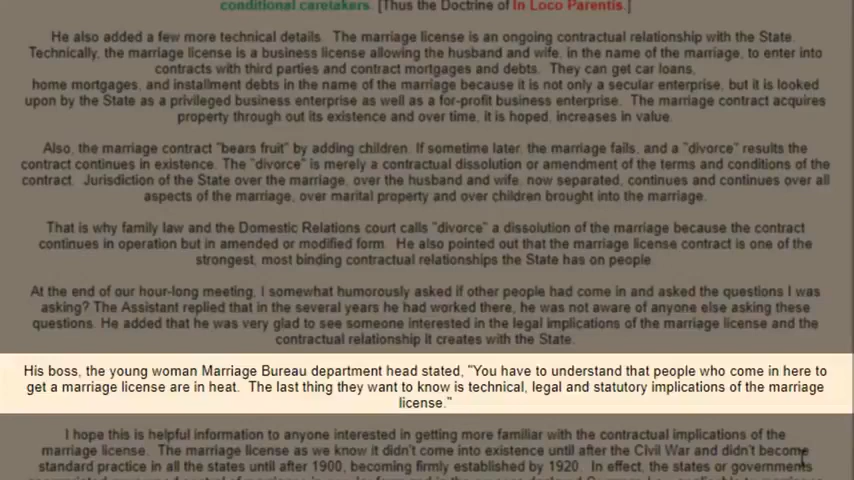 conditional caretakers. [Thus the Doctrine of In Loco Parentis.]
He also added a few more technical details. The marriage license is an ongoing contractual relationship with the State.
Technically, the marriage license is a business license allowing the husband and wife, in the name of the marriage, to enter into
contracts with third parties and contract mortgages and debts. They can get car loans,
home mortgages, and installment debts in the name of the marriage because it is not only a secular enterprise, but it is looked
upon by the State as a privileged business enterprise as well as a for-profit business enterprise. The marriage contract acquires
property through out its existence and over time, it is hoped, increases in value.
Also, the marriage contract "bears fruit" by adding children. If sometime later, the marriage fails, and a "divorce" results the
contract continues in existence. The "divorce" is merely a contractual dissolution or amendment of the terms and conditions of the
contract. Jurisdiction of the State over the marriage, over the husband and wife, now separated, continues and continues over all
aspects of the marriage, over marital property and over children brought into the marriage.
That is why family law and the Domestic Relations court calls "divorce" a dissolution of the marriage because the contract
continues in operation but in amended or modified form. He also pointed out that the marriage license contract is one of the
strongest, most binding contractual relationships the State has on people.
At the end of our hour-long meeting, I somewhat humorously asked if other people had come in and asked the questions I was
asking? The Assistant replied that in the several years he had worked there, he was not aware of anyone else asking these
questions. He added that he was very glad to see someone interested in the legal implications of the marriage license and the
contractual relationship it creates with the State.
His boss, the young woman Marriage Bureau department head stated, "You have to understand that people who come in here to
get a marriage license are in heat. The last thing they want to know is technical, legal and statutory implications of the marriage
license."
I hope this is helpful information to anyone interested in getting more familiar with the contractual implications of the
marriage license. The marriage license as we know it didn't come into existence until after the Civil War and didn't become
standard practice in all the states until after 1900, becoming firmly established by 1920. In effect, the states or governments